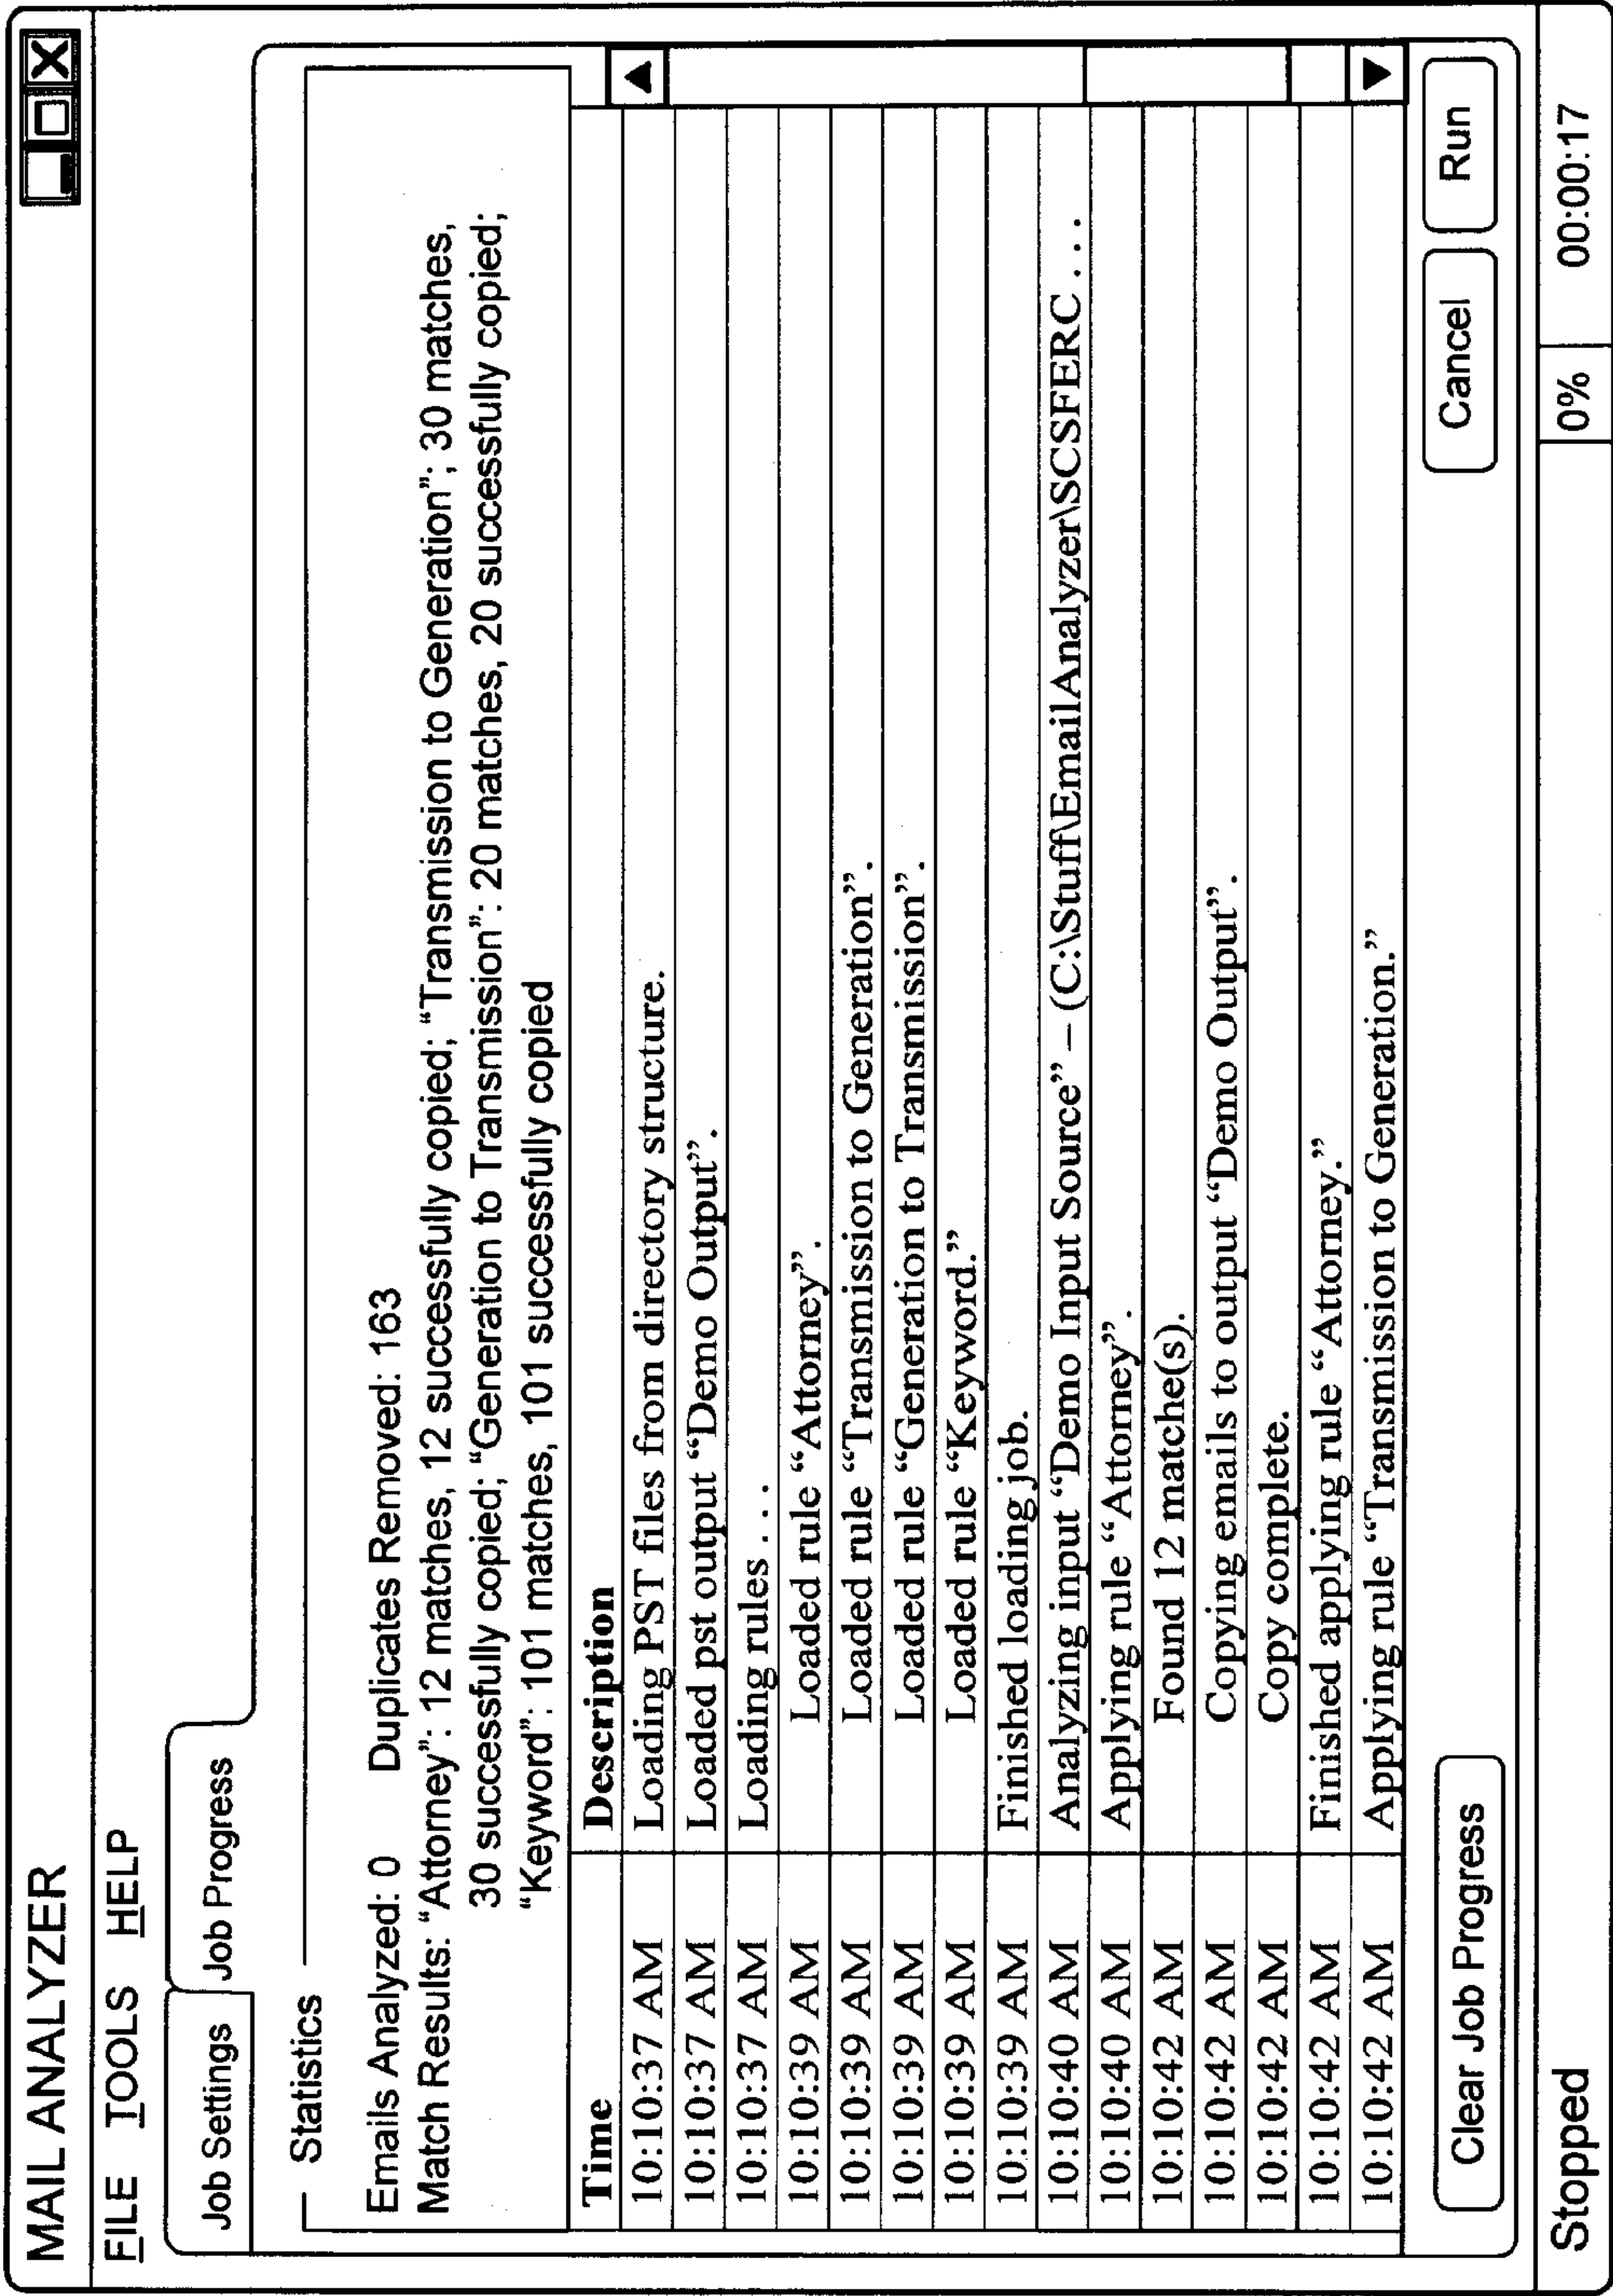 MAIL ANALYZER
FILE TOOLS HELP
Job Settings Job Progress
Statistics
Emails Analyzed: 0 Duplicates Removed: 163
Match Results: “Attorney”: 12 matches, 12 successfully copied; “Transmission to Generation”; 30 matches,
30 successfully copied; “Generation to Transmission”: 20 matches, 20 successfully copied;
“Keyword”: 101 matches, 101 successfully copied
Time Description
10:10:37 AM Loading PST files from directory structure.
10:10:37 AM Loaded pst output “Demo Output”.
10:10:37 AM Loading rules . . .
10:10:39 AM Loaded rule “Attorney”.
10:10:39 AM Loaded rule “Transmission to Generation”.
10:10:39 AM Loaded rule “Generation to Transmission”.
10:10:39 AM Loaded rule “Keyword.”
10:10:39 AM Finished loading job.
10:10:40 AM Analyzing input “Demo Input Source” – (C:\Stuff\EmailAnalyzer\SCSFERC . . .
10:10:40 AM Applying rule “Attorney”.
10:10:42 AM Found 12 matche(s).
10:10:42 AM Copying emails to output “Demo Output”.
10:10:42 AM Copy complete.
10:10:42 AM Finished applying rule “Attorney.”
10:10:42 AM Applying rule “Transmission to Generation.”
Clear Job Progress Cancel Run
Stopped 0% 00:00:17